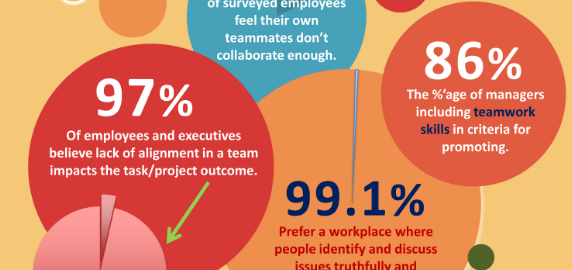 of surveyed employees
feel their own
teammates don't
collaborate enough.
86%
The %'age of managers
including teamwork
skills in criteria for
promoting.
97%
Of employees and executives
believe lack of alignment in a team
impacts the task/project outcome.
99.1%
Prefer a workplace where
people identify and discuss
issues truthfully and